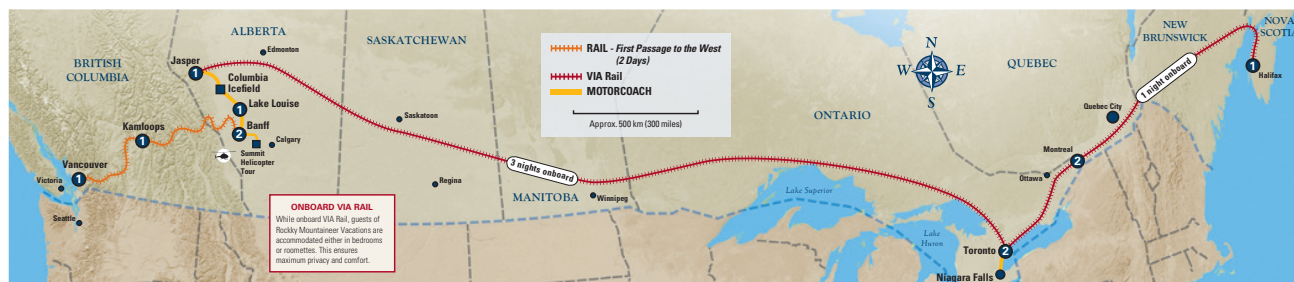 ALBERTA
SASKATCHEWAN
BRITISH
COLUMBIA
Edmonton
Jasper
1
Columbia
Icefield
1
Lake Louise
Kamloops
1
2
Banff
Calgary
Summit
Helicopter
Tour
Vancouver
1
Victoria
Seattle
Saskatoon
Regina
3 nights onboard
MANITOBA
Winnipeg
ONBOARD VIA RAIL
While onboard VIA Rail, guests of
Rockky Mountaineer Vacations are
accommodated either in bedrooms
or roomettes. This ensures
maximum privacy and comfort.
RAIL - First Passage to the West
(2 Days)
VIA Rail
MOTORCOACH
Approx. 500 km (300 miles)
N
W
E
S
ONTARIO
QUEBEC
NEW
BRUNSWICK
NOVA
SCOTIA
1
Halifax
1 night onboard
Quebec City
Montreal
2
Ottawa
Lake Superior
Lake
Huron
Toronto
2
Niagara Falls